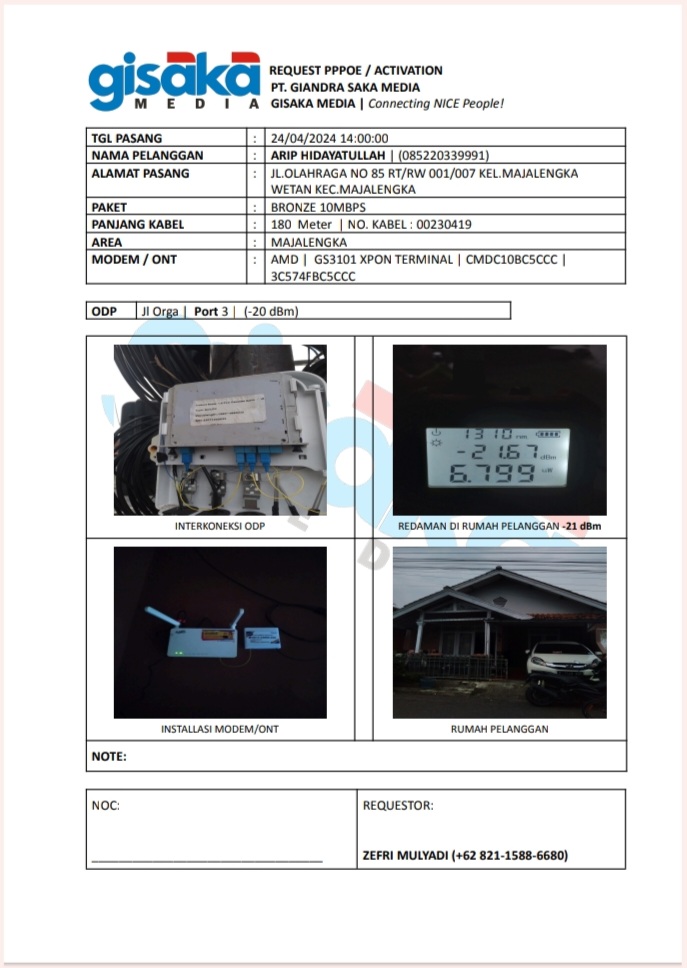 gisaka
MEDIA
REQUEST PPPOE / ACTIVATION
PT. GIANDRA SAKA MEDIA
GISAKA MEDIA | Connecting NICE People!
TGL PASANG : 24/04/2024 14:00:00
NAMA PELANGGAN : ARIP HIDAYATULLAH | (085220339991)
ALAMAT PASANG : JL.OLAHRAGA NO 85 RT/RW 001/007 KEL.MAJALENGKA
WETAN KEC.MAJALENGKA
PAKET : BRONZE 10MBPS
PANJANG KABEL : 180 Meter | NO. KABEL : 00230419
AREA : MAJALENGKA
MODEM / ONT : AMD | GS3101 XPON TERMINAL | CMDC10BC5CCC |
3C574FBC5CCC
ODP Jl Orga | Port 3 | (-20 dBm)
1310 nm
-21.67 dBm
6.799 uW
INTERKONEKSI ODP
REDAMAN DI RUMAH PELANGGAN -21 dBm
INSTALLASI MODEM/ONT
RUMAH PELANGGAN
NOTE:
NOC:
REQUESTOR:
ZEFRI MULYADI (+62 821-1588-6680)